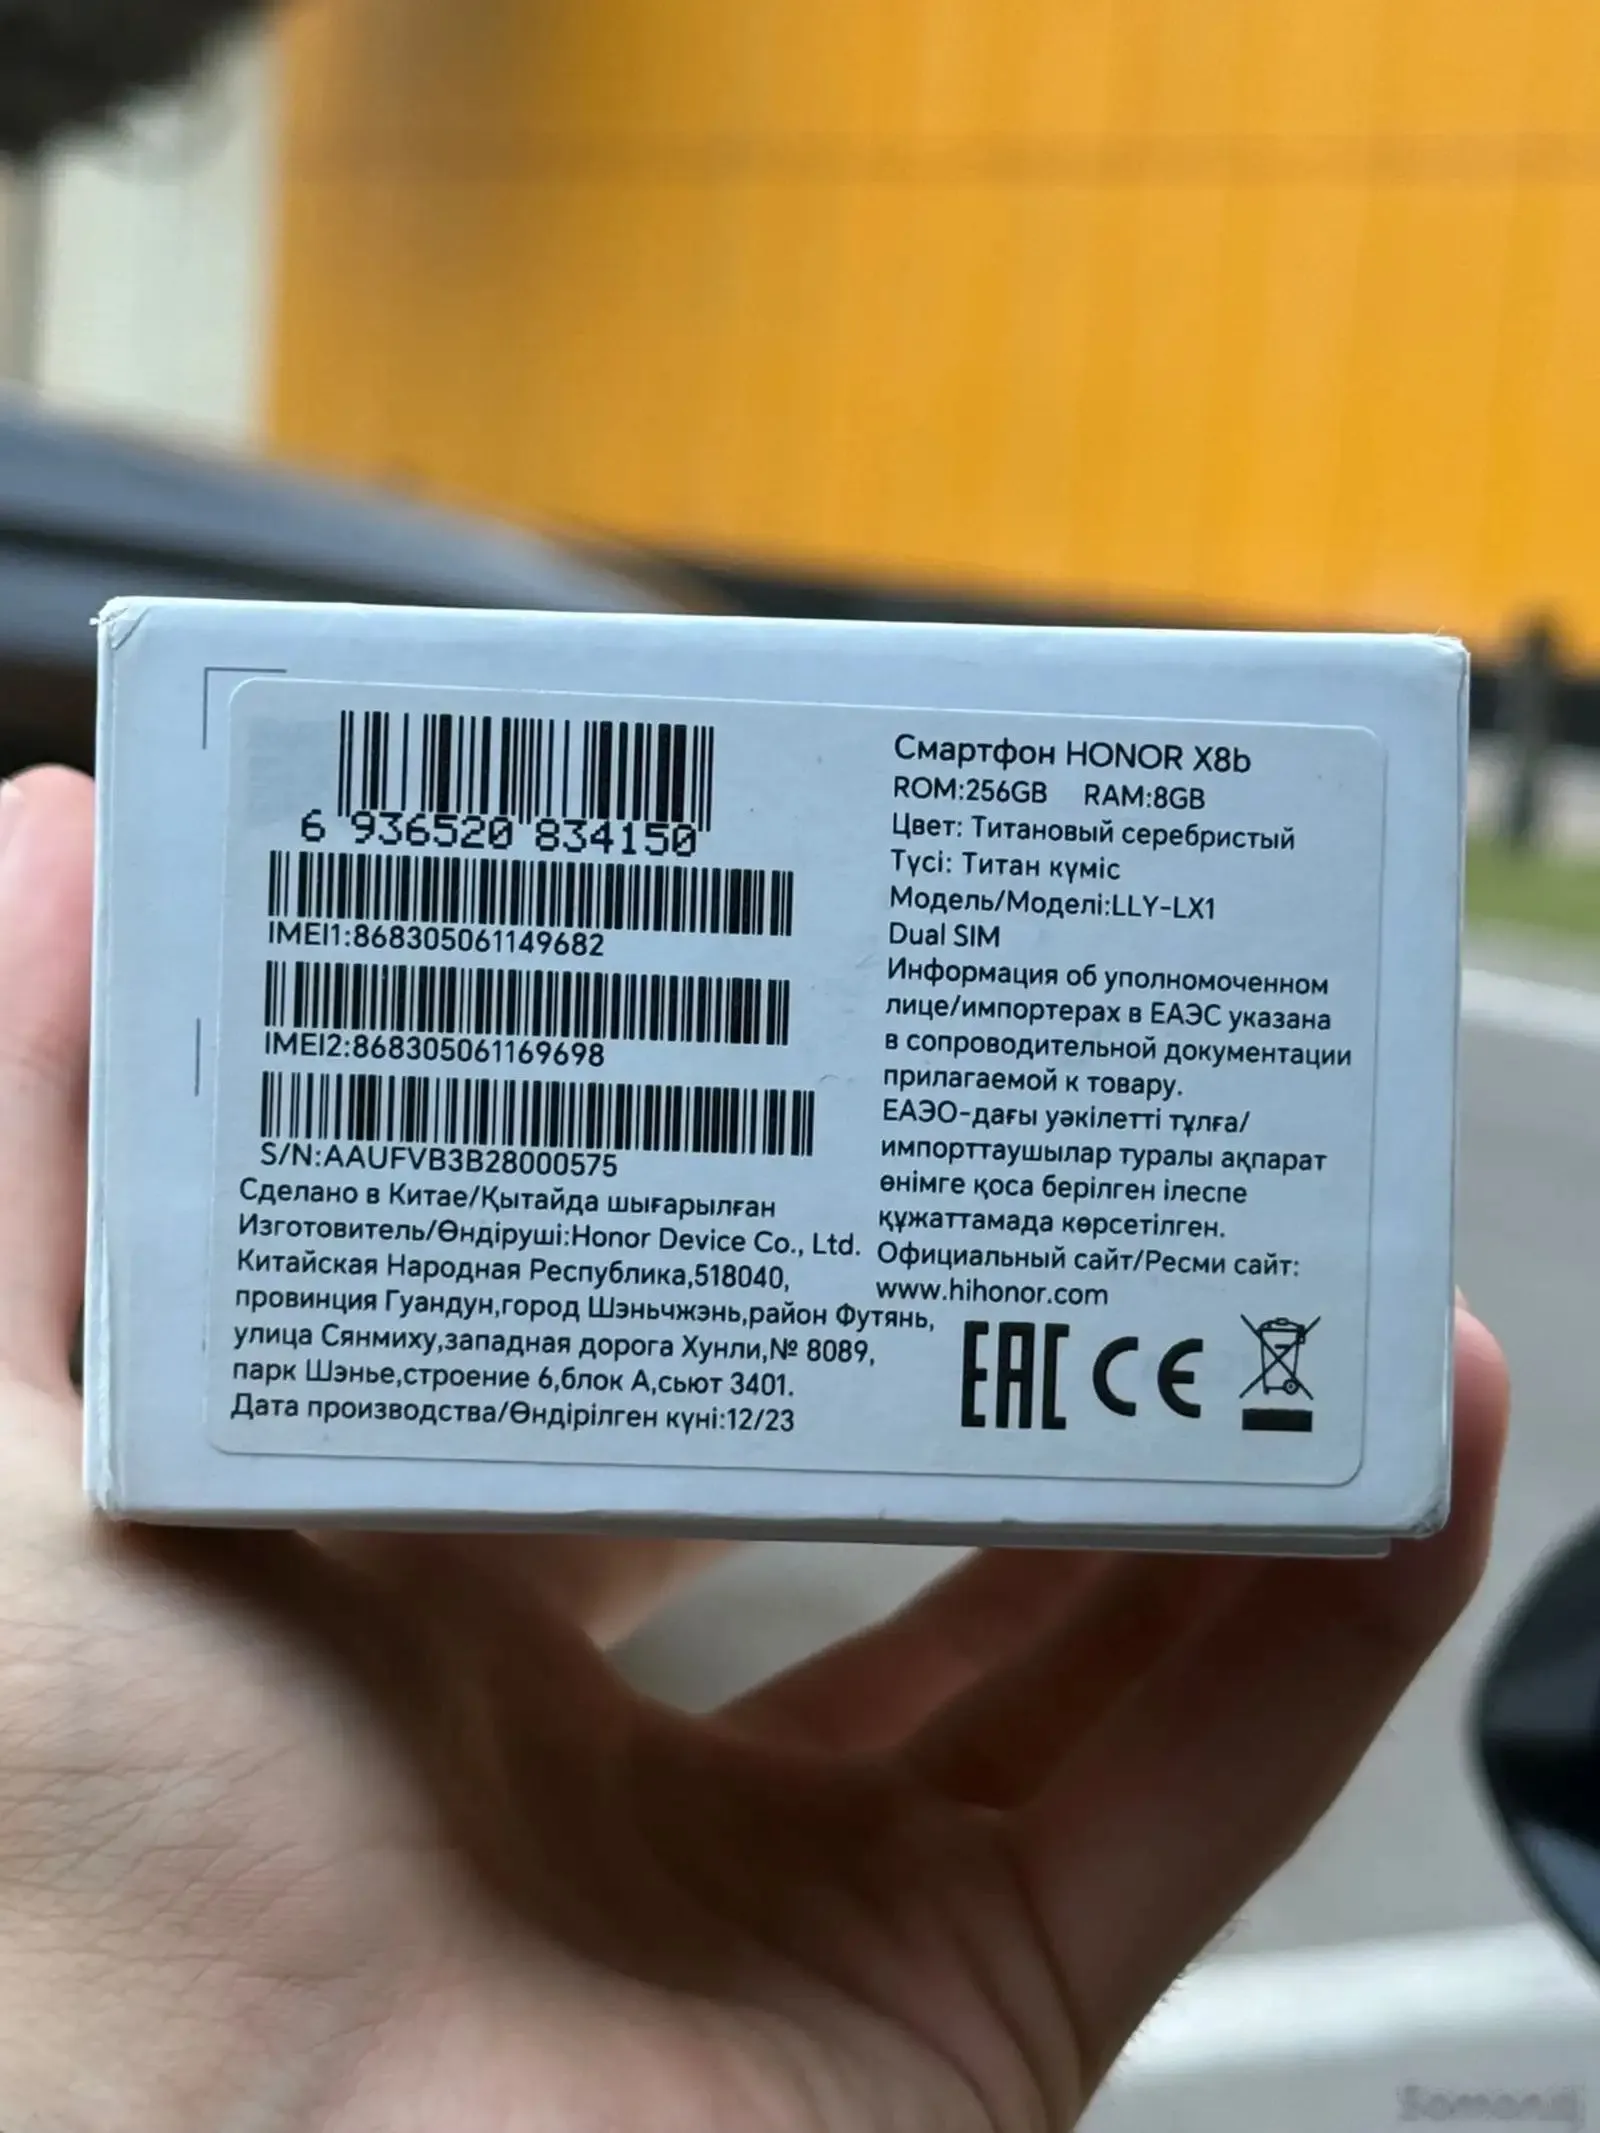 6 936520 834150
IMEI1:868305061149682
IMEI2:868305061169698
S/N:AAUFVB3B28000575
Сделано в Китае/Қытайда шығарылған
Изготовитель/Өндіруші:Honor Device Co., Ltd.
Китайская Народная Республика,518040,
провинция Гуандун,город Шэньчжэнь,район Футянь,
улица Сянмиху,западная дорога Хунли,№ 8089,
парк Шэнье,строение 6,блок А,сьют 3401.
Дата производства/Өндірілген күні:12/23
Смартфон HONOR X8b
ROM:256GB RAM:8GB
Цвет: Титановый серебристый
Түсі: Титан күміс
Модель/Моделі:LLY-LX1
Dual SIM
Информация об уполномоченном
лице/импортерах в ЕАЭС указана
в сопроводительной документации
прилагаемой к товару.
ЕАЭО-дағы уәкілетті тұлға/
импорттаушылар туралы ақпарат
өнімге қоса берілген ілеспе
құжаттамада көрсетілген.
Официальный сайт/Ресми сайт:
www.hihonor.com
EAC CE